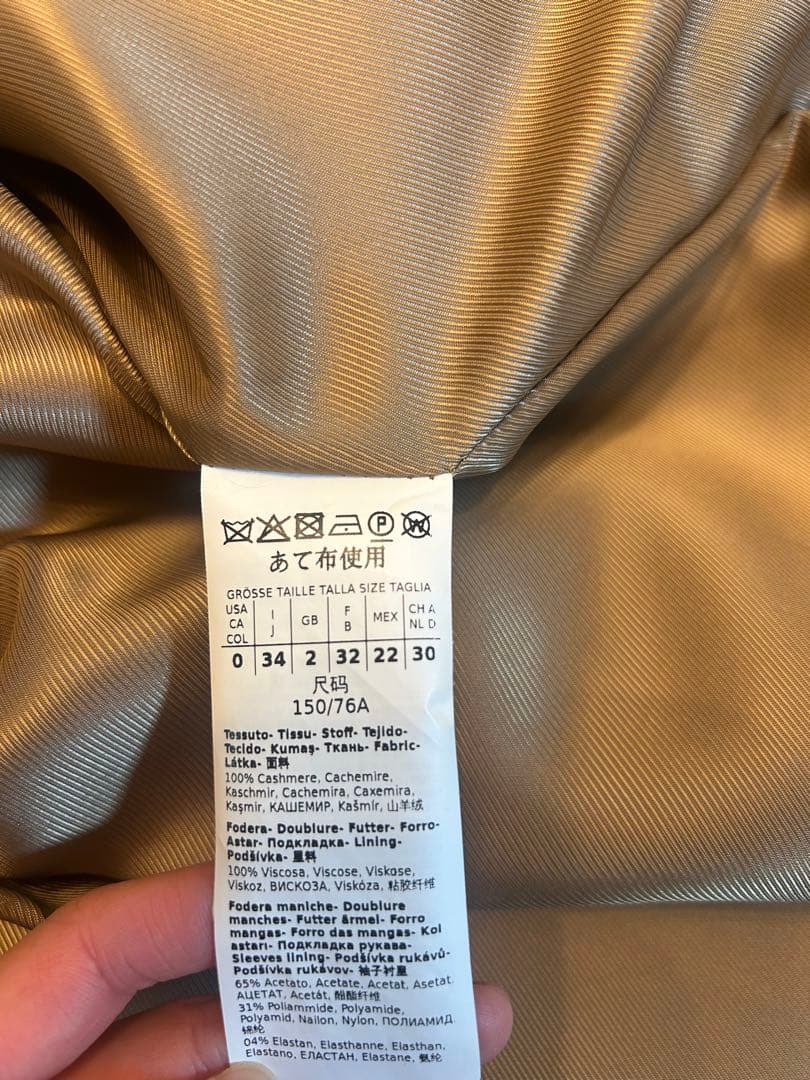 P W
あて布使用
GRÖSSE TAILLE TALLA SIZE TAGLIA
USA CA COL | I J | GB | F B | MEX | CH A NL D
0 | 34 | 2 | 32 | 22 | 30
尺码
150/76A
Tessuto- Tissu- Stoff- Tejido-
Tecido- Kumaş- Ткань- Fabric-
Látka- 面料
100% Cashmere, Cachemire,
Kaschmir, Cachemira, Caxemira,
Kaşmir, КАШЕМИР, Kašmír, 山羊绒
Fodera- Doublure- Futter- Forro-
Astar- Подкладка- Lining-
Podšívka- 里料
100% Viscosa, Viscose, Viskose,
Viskoz, ВИСКОЗА, Viskóza, 粘胶纤维
Fodera maniche- Doublure
manches- Futter ärmel- Forro
mangas- Forro das mangas- Kol
astarı- Подкладка рукава-
Sleeves lining- Podšívka rukávů-
Podšívka rukávov- 袖子衬里
65% Acetato, Acetate, Acetat, Asetat,
АЦЕТАТ, Acetát, 醋酯纤维
31% Poliammide, Polyamide,
Polyamid, Nailon, Nylon, ПОЛИАМИД,
锦纶
04% Elastan, Elasthanne, Elasthan,
Elastano, ЕЛАСТАН, Elastane, 氨纶